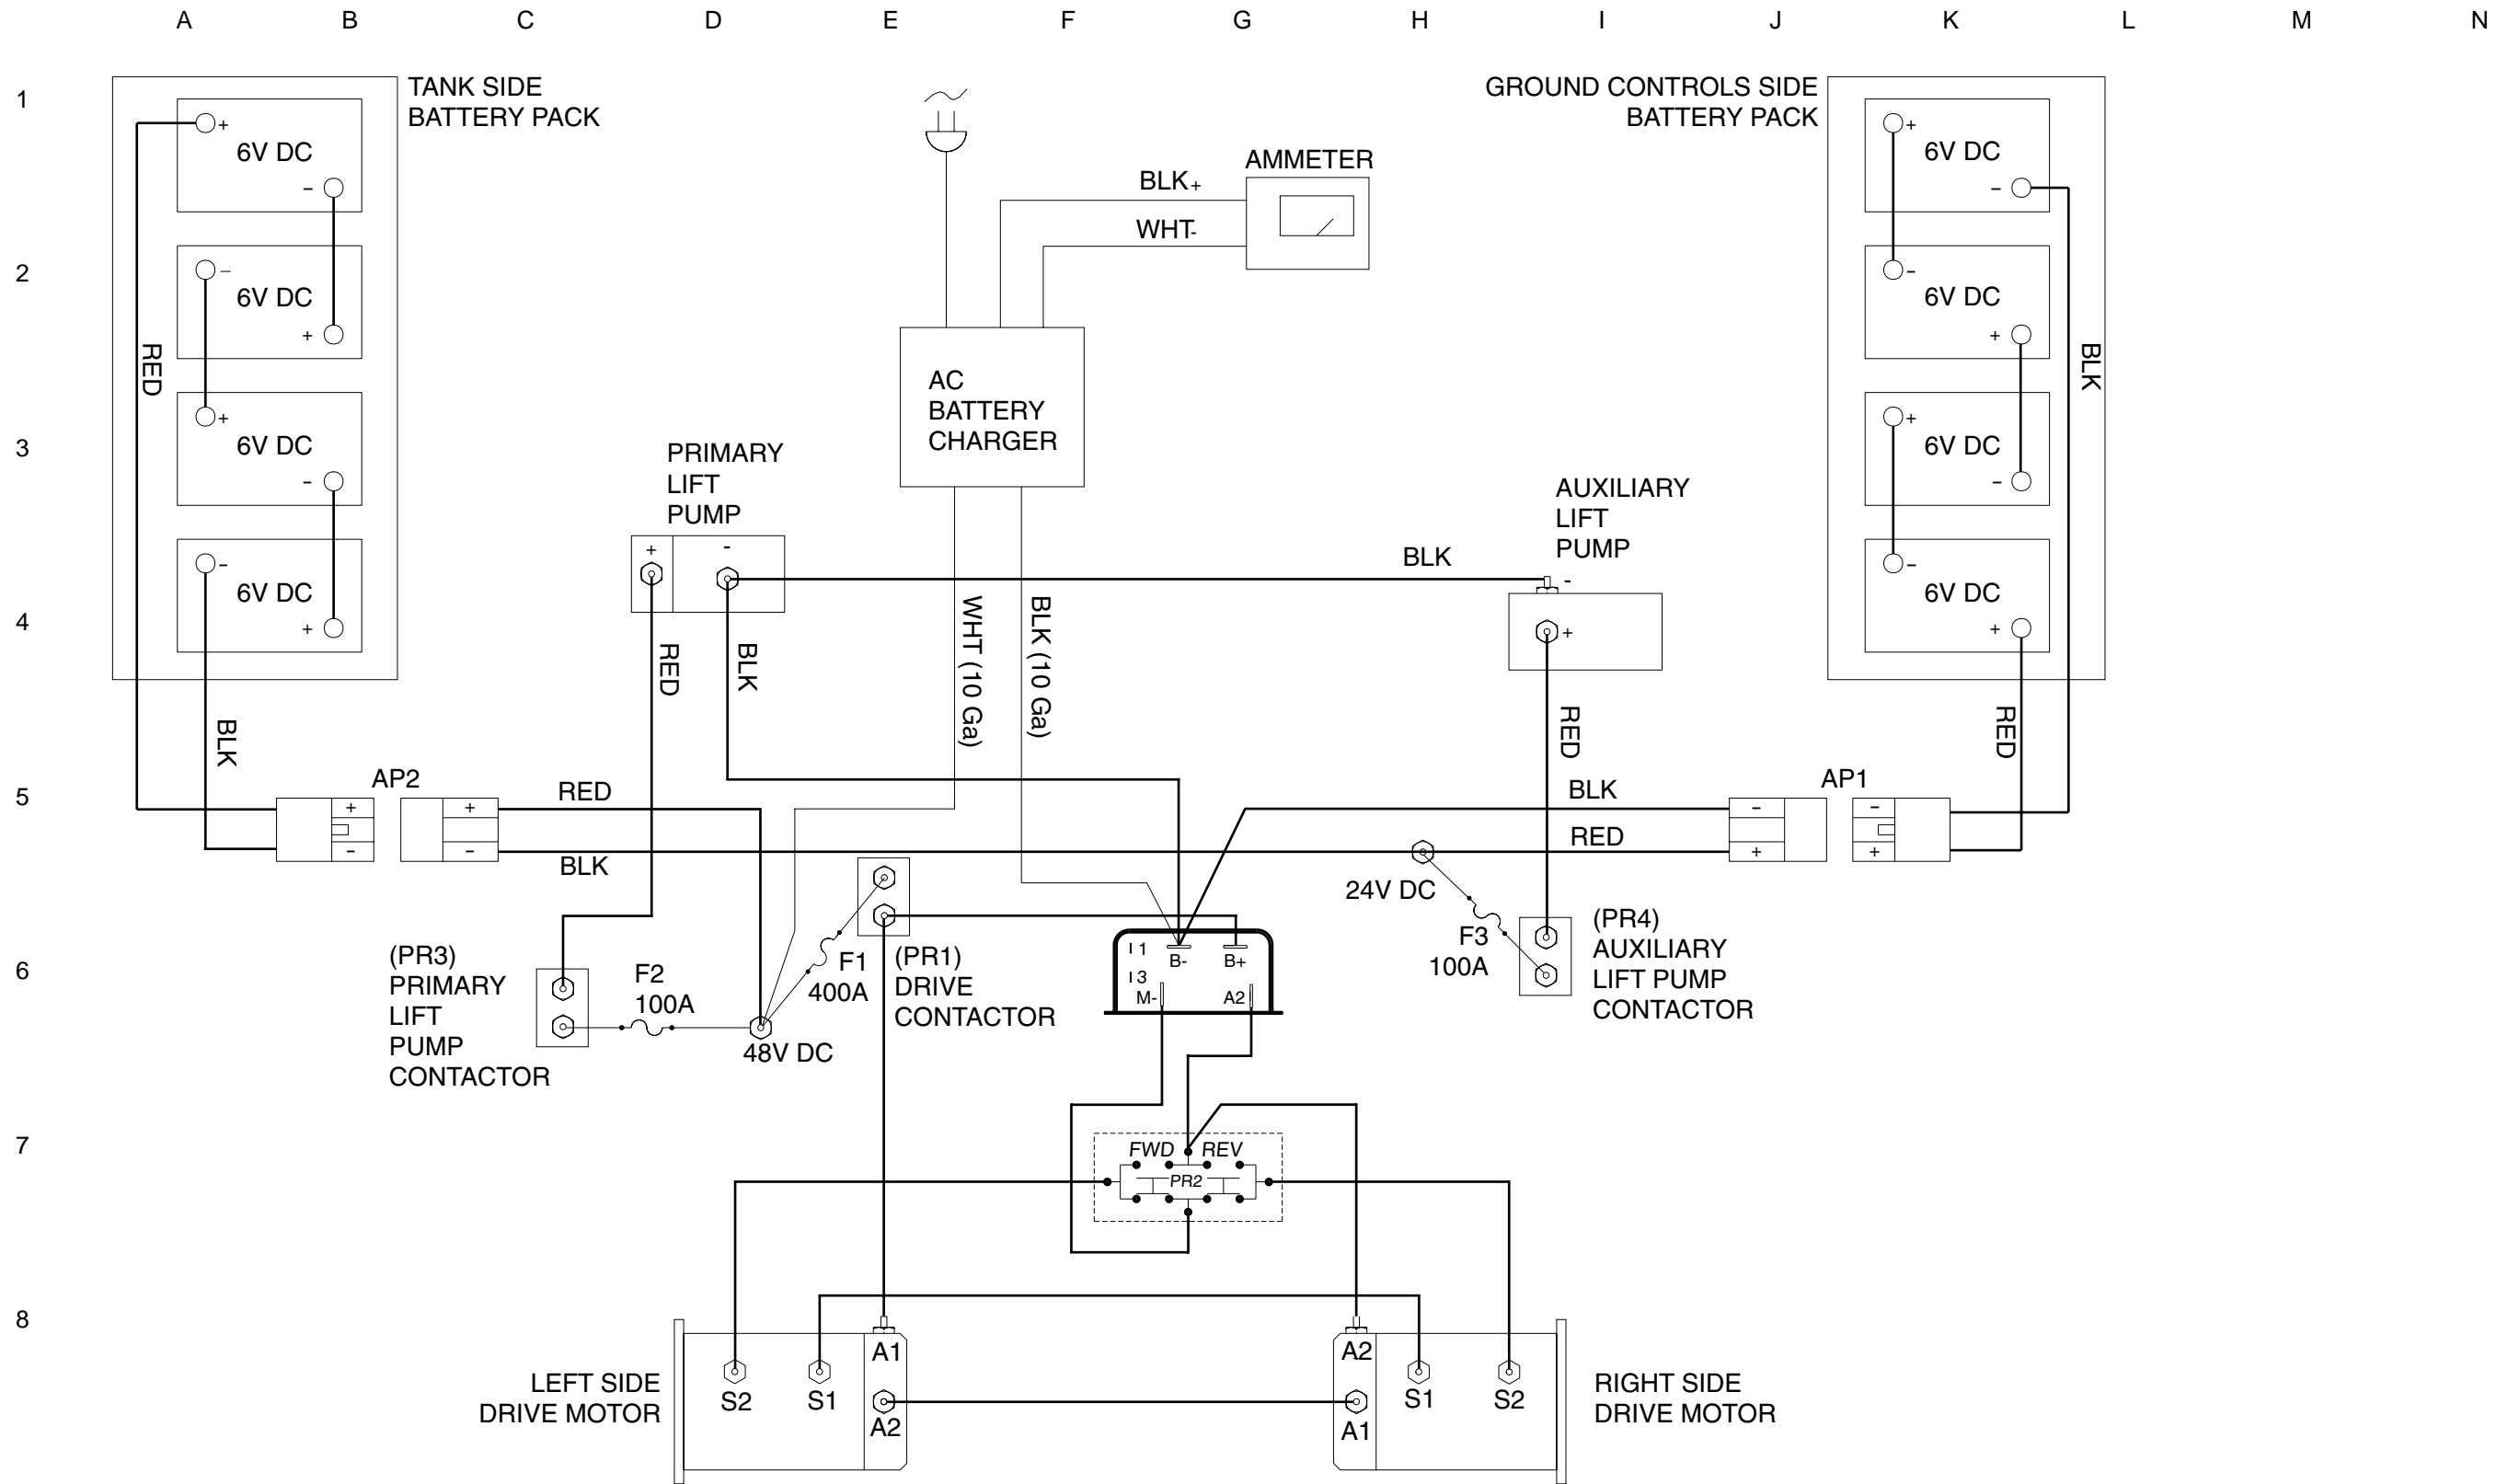 A B C D E F G H I J K L M N
1
2
3
4
5
6
7
8
TANK SIDE
BATTERY PACK
+
6V DC
–
–
6V DC
+
+
6V DC
–
-
6V DC
+
RED
BLK
AMMETER
BLK+
WHT-
AC
BATTERY
CHARGER
WHT (10 Ga)
BLK (10 Ga)
GROUND CONTROLS SIDE
BATTERY PACK
+
6V DC
–
-
6V DC
+
+
6V DC
–
–
6V DC
+
BLK
RED
PRIMARY
LIFT
PUMP
+ -
RED
BLK
BLK
AUXILIARY
LIFT
PUMP
-
+
RED
AP2
+ +
– –
RED
BLK
AP1
– –
+ +
BLK
RED
24V DC
F3
100A
(PR4)
AUXILIARY
LIFT PUMP
CONTACTOR
(PR3)
PRIMARY
LIFT
PUMP
CONTACTOR
F2
100A
48V DC
F1
400A
(PR1)
DRIVE
CONTACTOR
I 1
B- B+
I 3
M- A2
FWD REV
PR2
LEFT SIDE
DRIVE MOTOR
S2 S1
A1
A2
A2
A1
S1 S2
RIGHT SIDE
DRIVE MOTOR